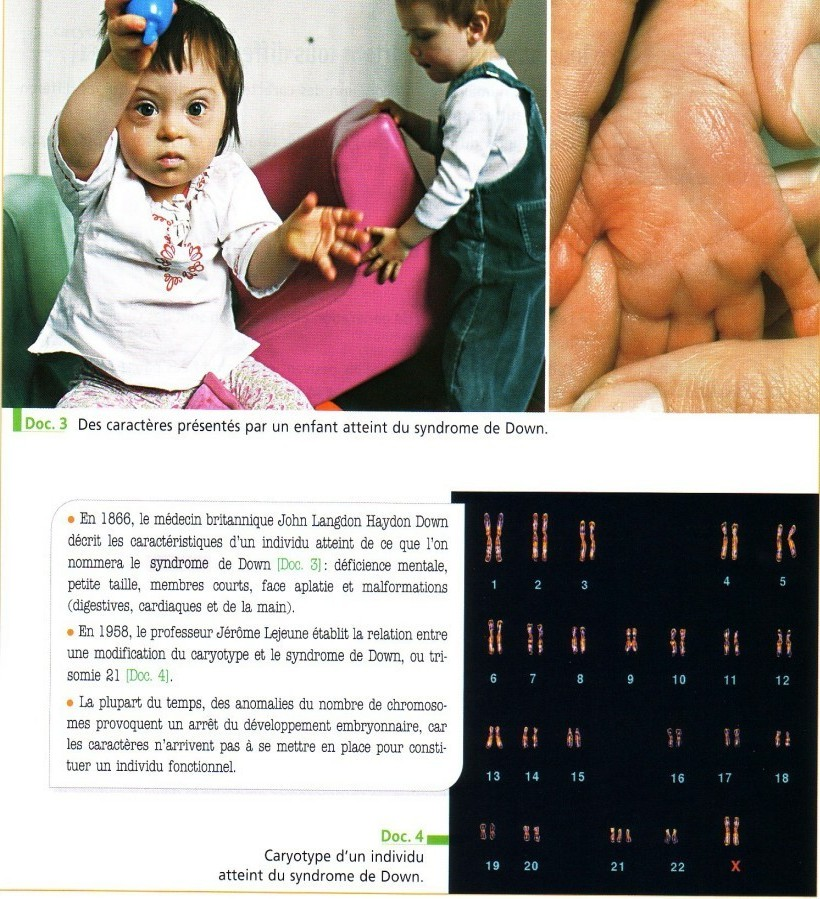 Doc. 3 Des caractères présentés par un enfant atteint du syndrome de Down.
• En 1866, le médecin britannique John Langdon Haydon Down
décrit les caractéristiques d'un individu atteint de ce que l'on
nommera le syndrome de Down [Doc. 3] : déficience mentale,
petite taille, membres courts, face aplatie et malformations
(digestives, cardiaques et de la main).
• En 1958, le professeur Jérôme Lejeune établit la relation entre
une modification du caryotype et le syndrome de Down, ou tri-
somie 21 [Doc. 4].
• La plupart du temps, des anomalies du nombre de chromoso-
mes provoquent un arrêt du développement embryonnaire, car
les caractères n'arrivent pas à se mettre en place pour consti-
tuer un individu fonctionnel.
Doc. 4
Caryotype d'un individu
atteint du syndrome de Down.
1 2 3 4 5
6 7 8 9 10 11 12
13 14 15 16 17 18
19 20 21 22 X